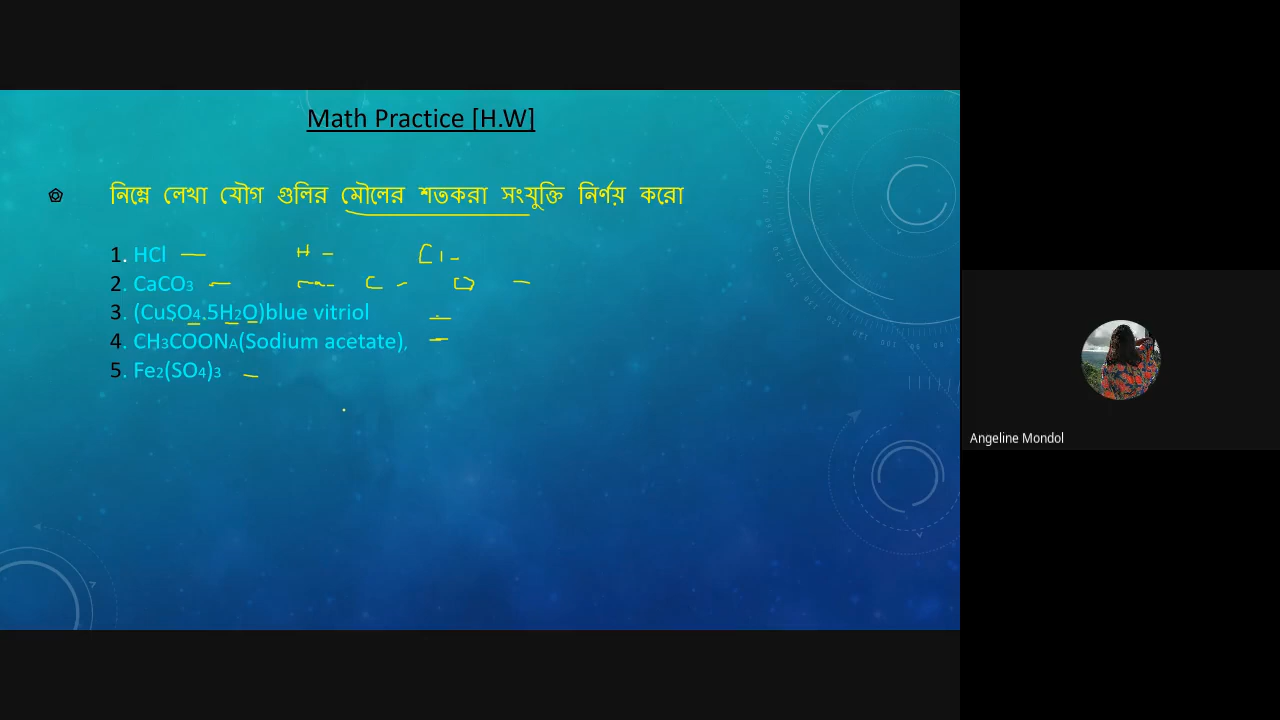 Math Practice [H.W]
নিম্নে লেখা যৌগ গুলির মৌলের শতকরা সংযুক্তি নির্ণয় করো
1. HCl — H - Cl -
2. CaCO3 — C - O -
3. (CuSO4.5H2O)blue vitriol —
4. CH3COONA(Sodium acetate), —
5. Fe2(SO4)3 —
Angeline Mondol